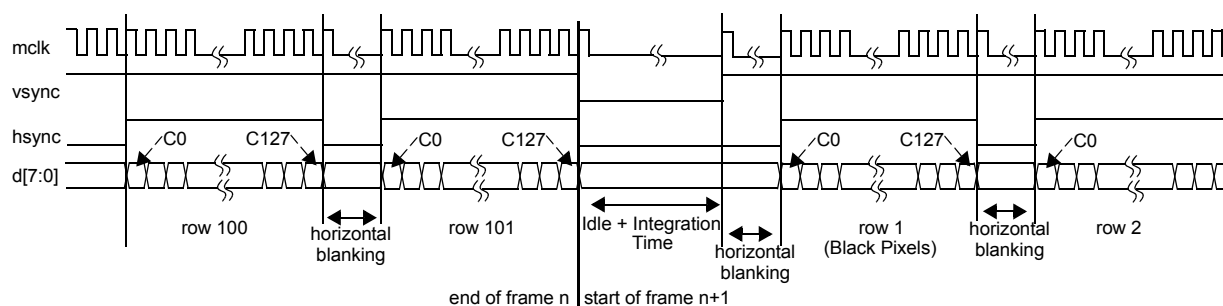 mclk
vsync
hsync
C0
C127
C0
C127
C0
C127
C0
d[7:0]
row 100
horizontal
blanking
row 101
Idle + Integration
Time
horizontal
blanking
row 1
(Black Pixels)
horizontal
blanking
row 2
end of frame n
start of frame n+1